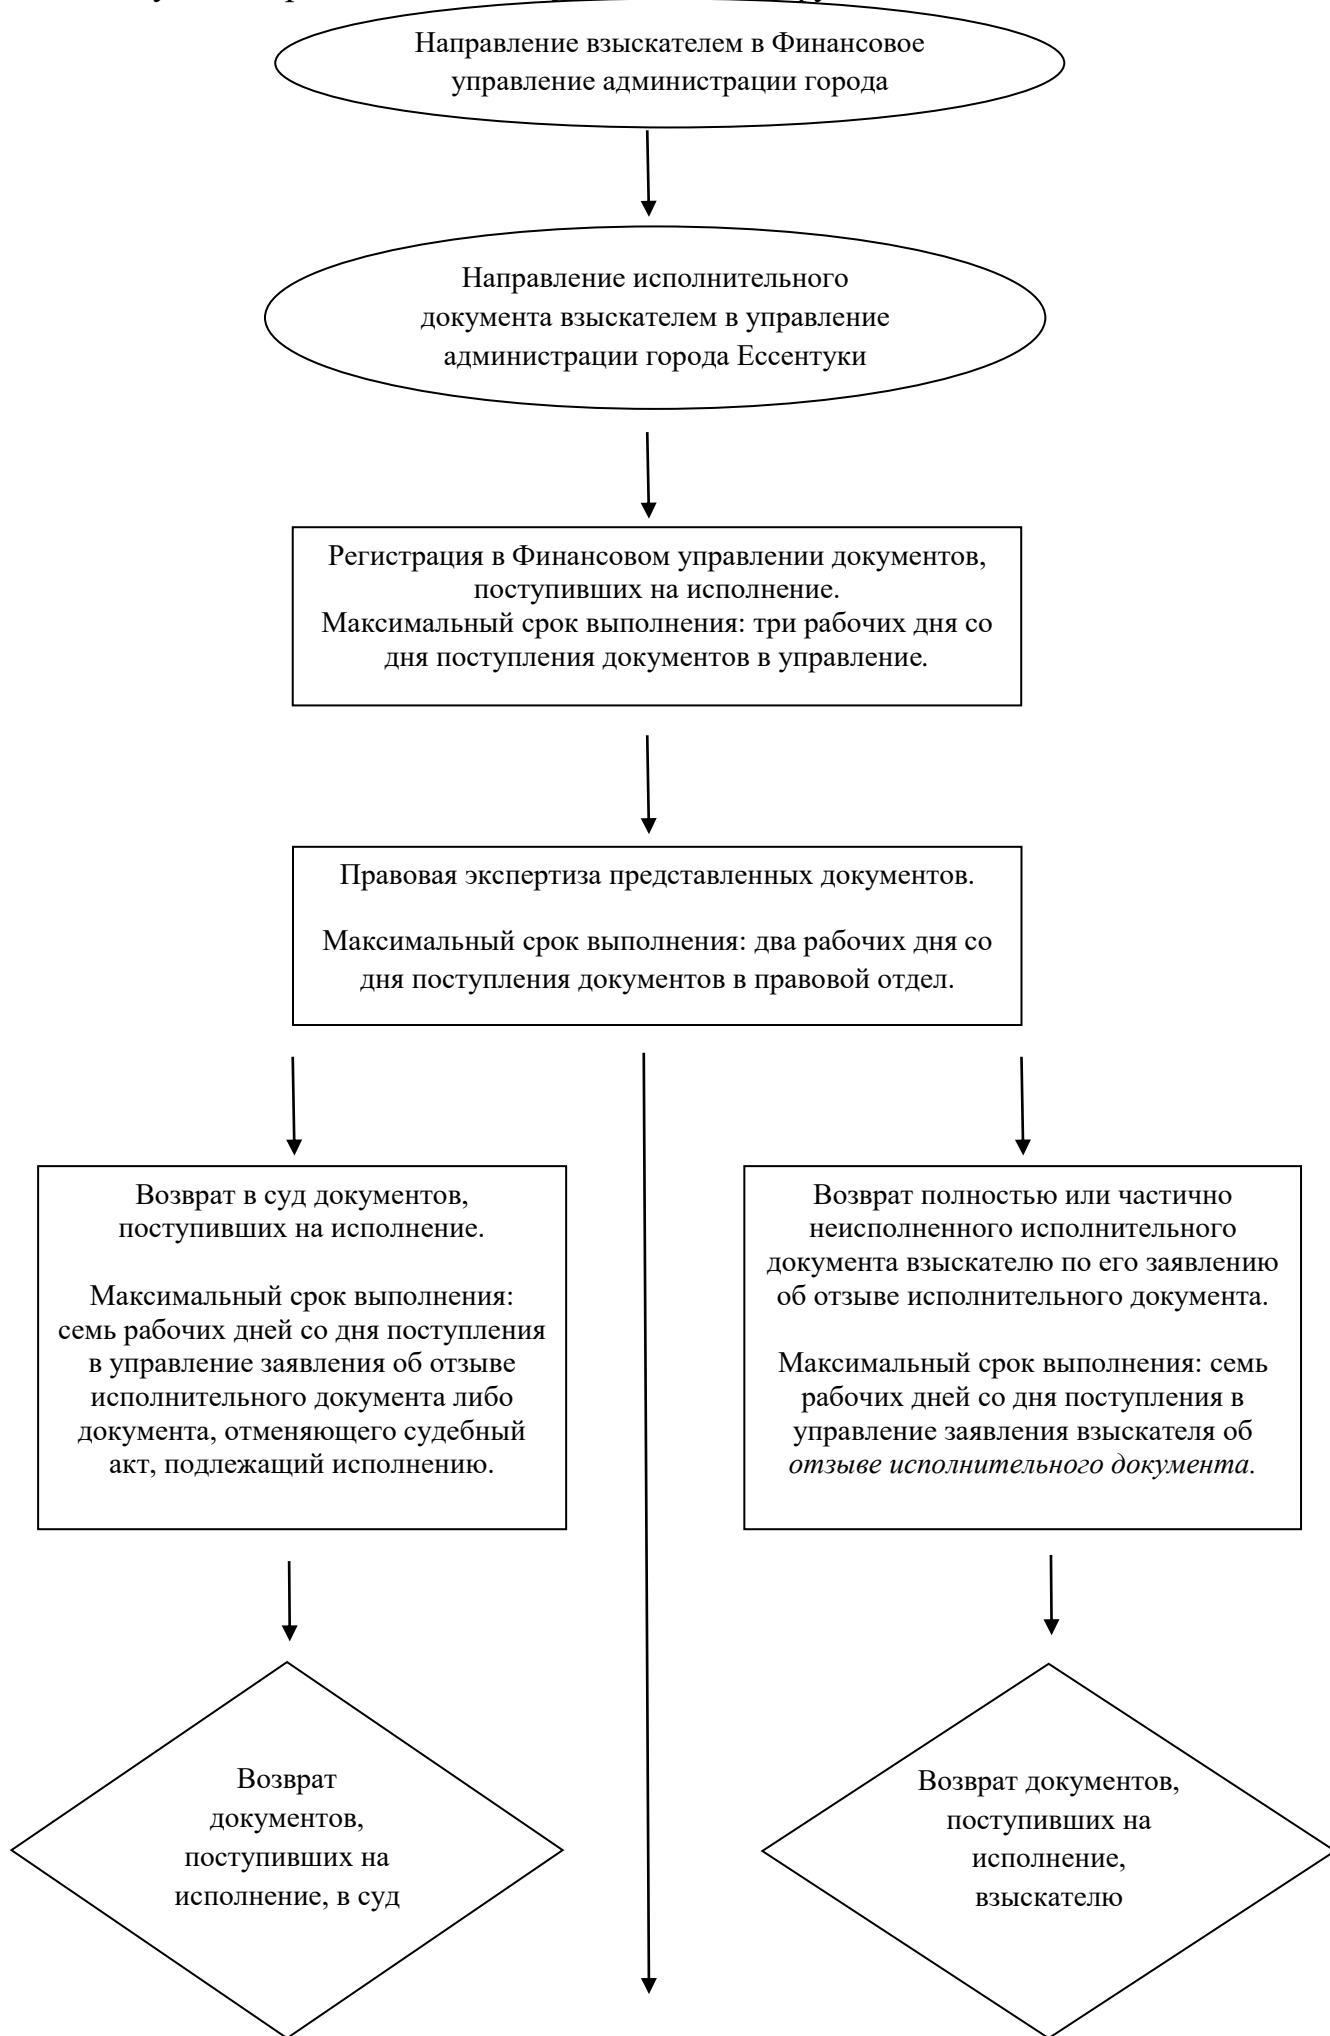 Направление взыскателем в Финансовое
управление администрации города
Направление исполнительного
документа взыскателем в управление
администрации города Ессентуки
Регистрация в Финансовом управлении документов,
поступивших на исполнение.
Максимальный срок выполнения: три рабочих дня со
дня поступления документов в управление.
Правовая экспертиза представленных документов.
Максимальный срок выполнения: два рабочих дня со
дня поступления документов в правовой отдел.
Возврат в суд документов,
поступивших на исполнение.
Максимальный срок выполнения:
семь рабочих дней со дня поступления
в управление заявления об отзыве
исполнительного документа либо
документа, отменяющего судебный
акт, подлежащий исполнению.
Возврат полностью или частично
неисполненного исполнительного
документа взыскателю по его заявлению
об отзыве исполнительного документа.
Максимальный срок выполнения: семь
рабочих дней со дня поступления в
управление заявления взыскателя об
отзыве исполнительного документа.
Возврат
документов,
поступивших на
исполнение, в суд
Возврат документов,
поступивших на
исполнение,
взыскателю